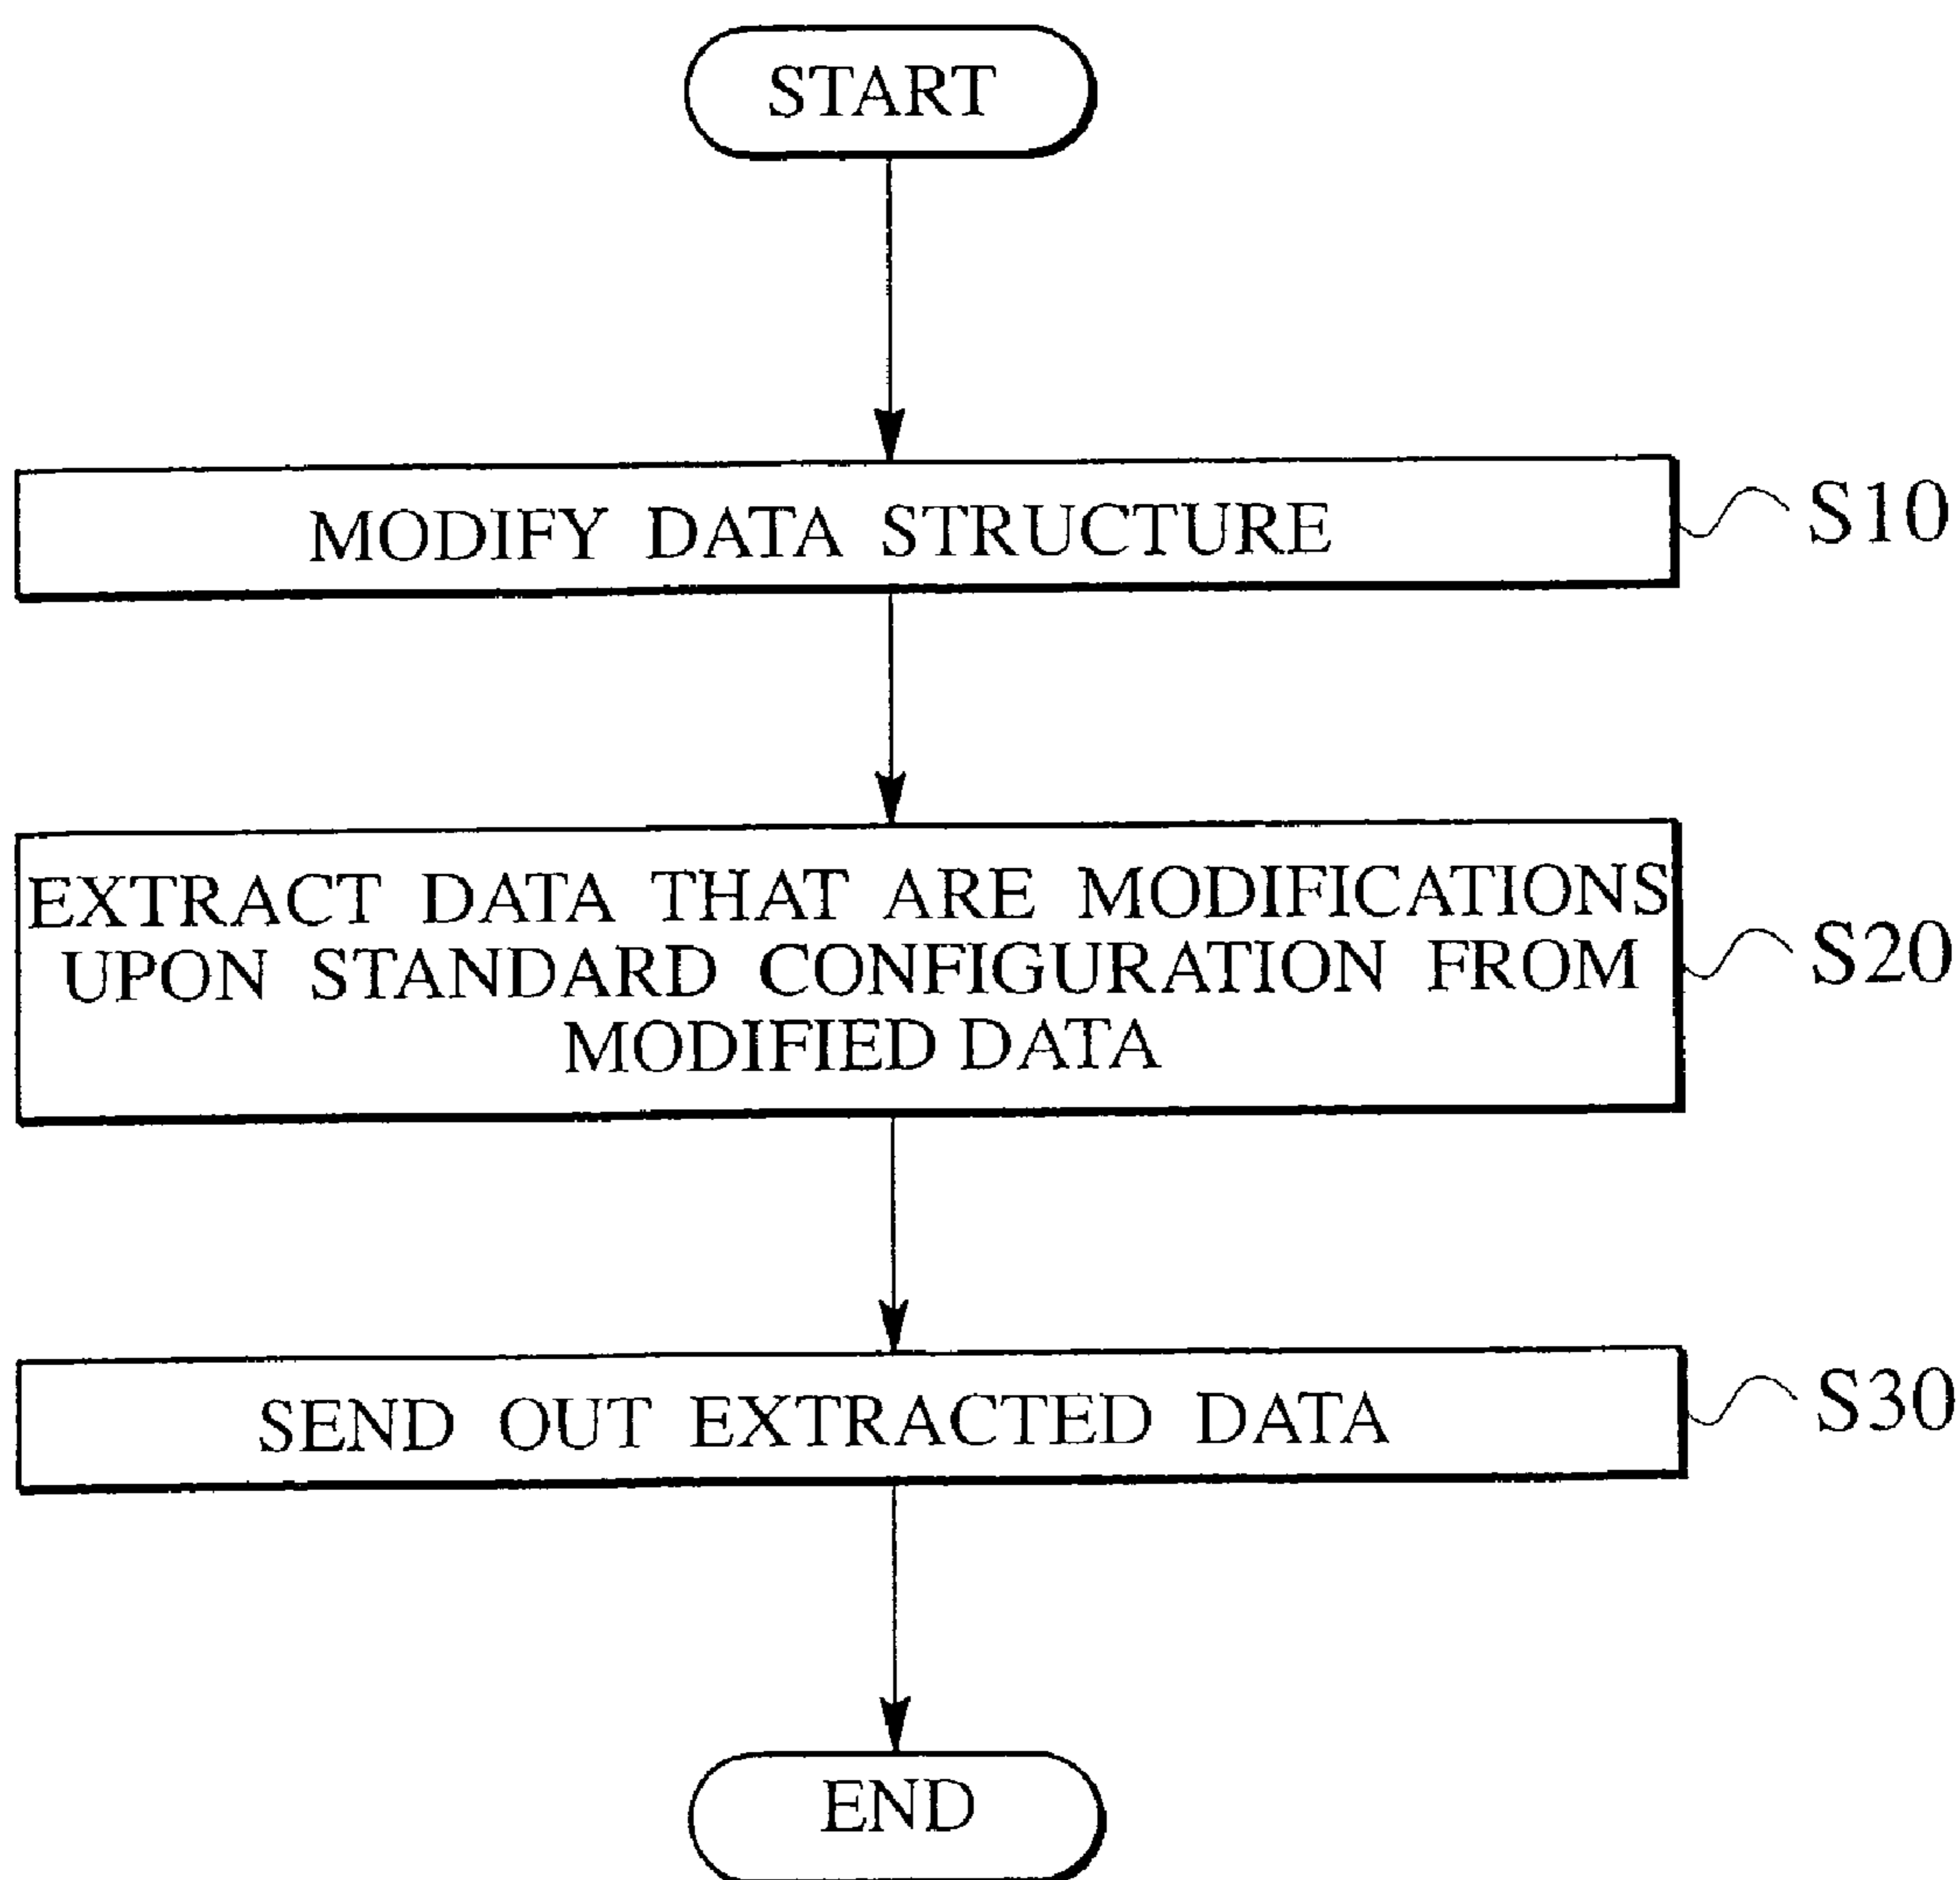 START
MODIFY DATA STRUCTURE
S10
EXTRACT DATA THAT ARE MODIFICATIONS
UPON STANDARD CONFIGURATION FROM
MODIFIED DATA
S20
SEND OUT EXTRACTED DATA
S30
END